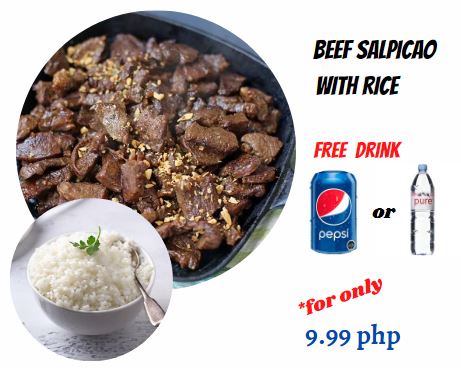 BEEF SALPICAO
WITH RICE
FREE DRINK
pepsi
or
pure
*for only
9.99 php